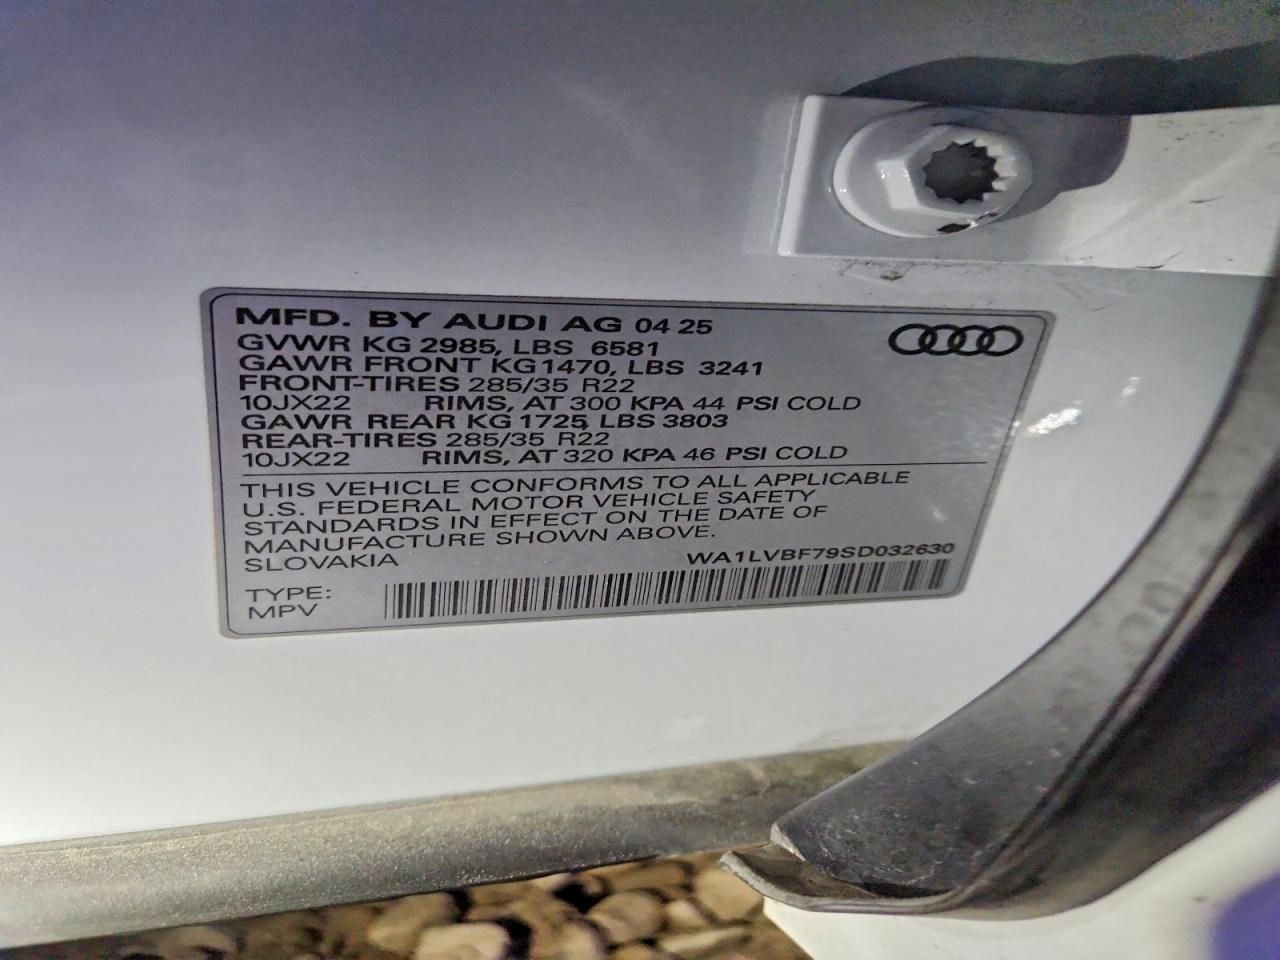 MFD. BY AUDI AG 04 25
GVWR KG 2985, LBS 6581
GAWR FRONT KG 1470, LBS 3241
FRONT-TIRES 285/35 R22
10JX22 RIMS, AT 300 KPA 44 PSI COLD
GAWR REAR KG 1725, LBS 3803
REAR-TIRES 285/35 R22
10JX22 RIMS, AT 320 KPA 46 PSI COLD
THIS VEHICLE CONFORMS TO ALL APPLICABLE
U.S. FEDERAL MOTOR VEHICLE SAFETY
STANDARDS IN EFFECT ON THE DATE OF
MANUFACTURE SHOWN ABOVE.
SLOVAKIA
WA1LVBF79SD032630
TYPE:
MPV